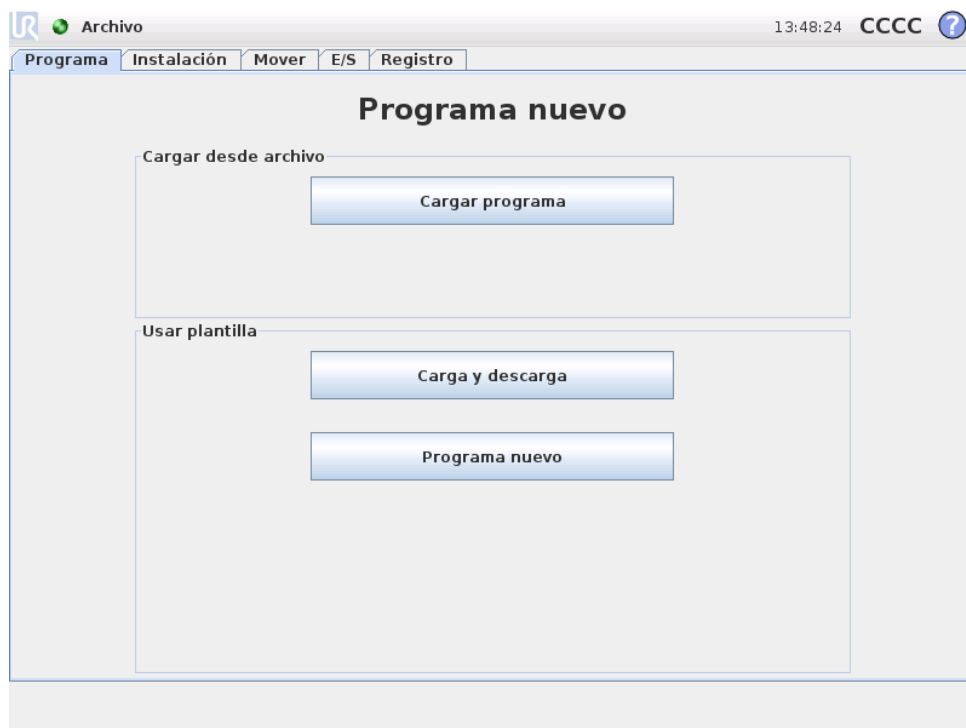 UR Archivo 13:48:24 CCCC ?
Programa Instalación Mover E/S Registro
Programa nuevo
Cargar desde archivo
Cargar programa
Usar plantilla
Carga y descarga
Programa nuevo